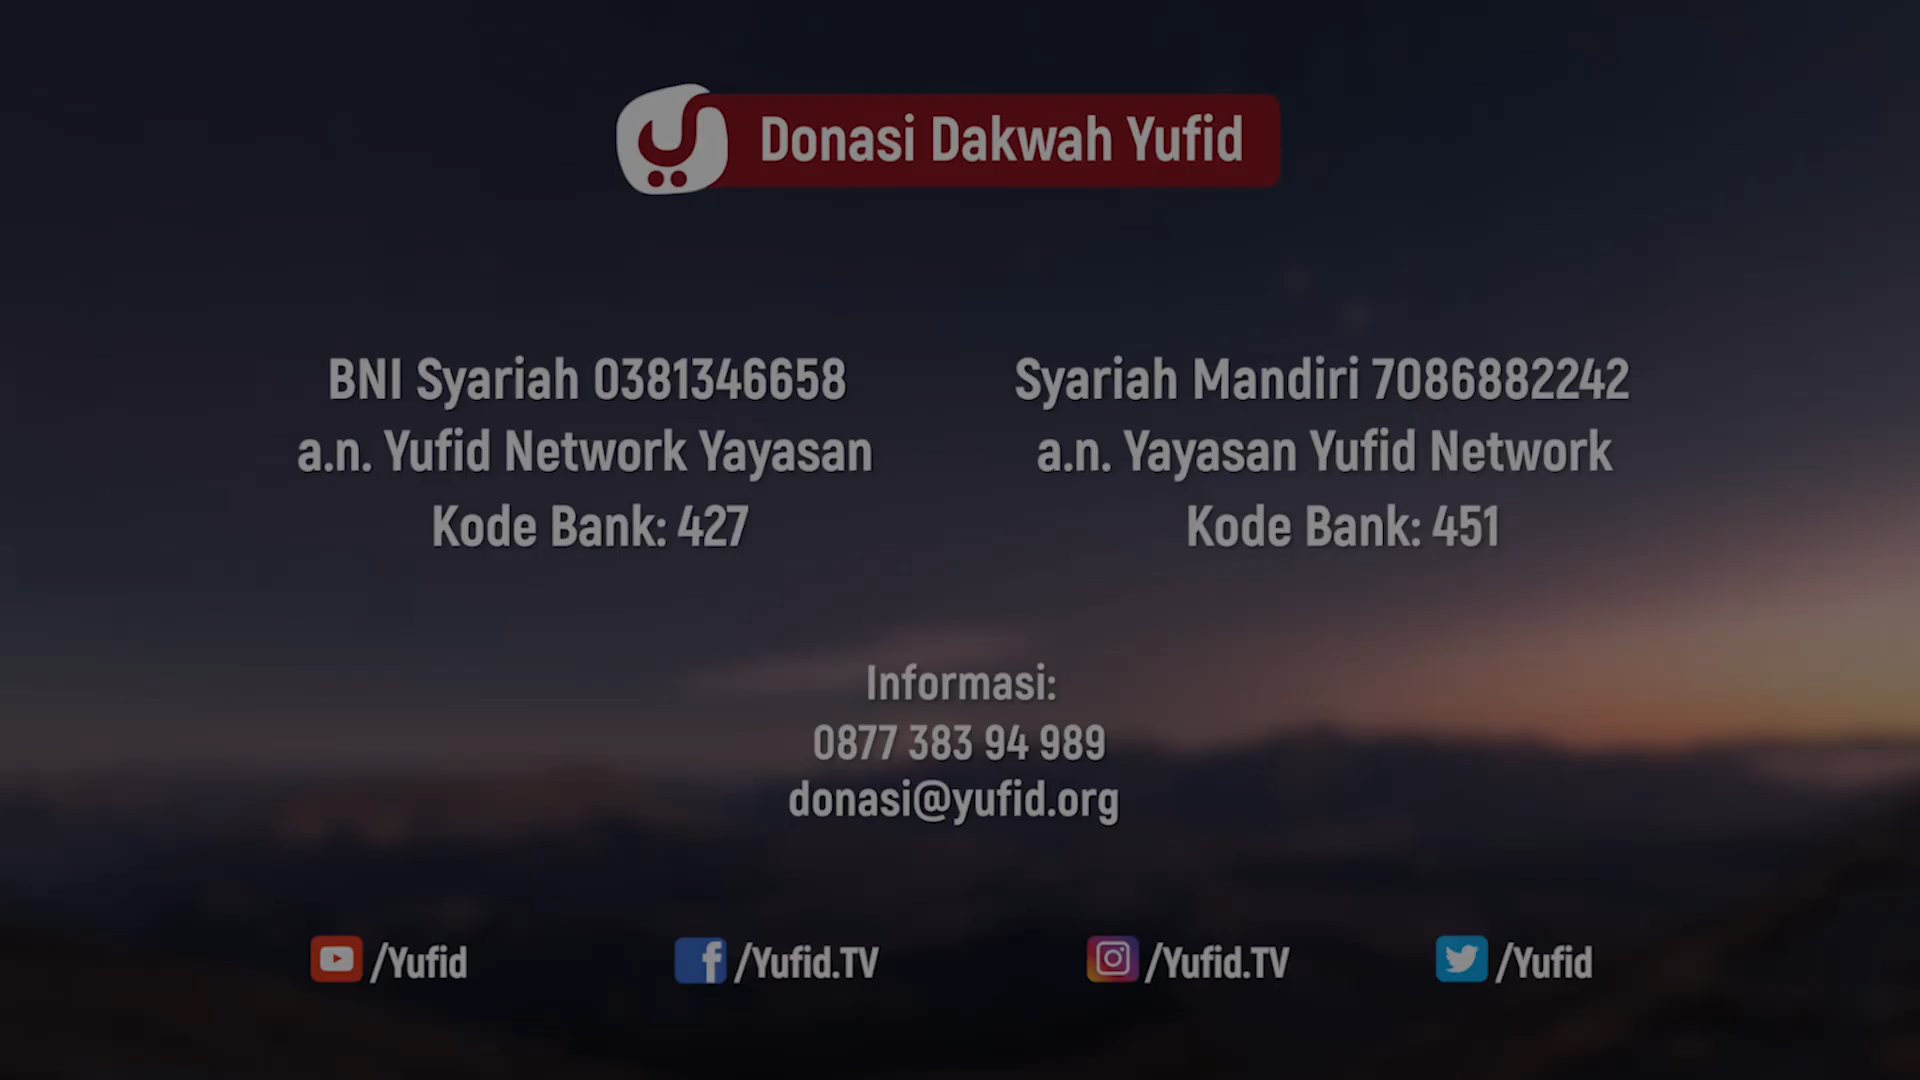 Donasi Dakwah Yufid
BNI Syariah 0381346658
a.n. Yufid Network Yayasan
Kode Bank: 427
Syariah Mandiri 7086882242
a.n. Yayasan Yufid Network
Kode Bank: 451
Informasi:
0877 383 94 989
donasi@yufid.org
/Yufid
/Yufid.TV
/Yufid.TV
/Yufid